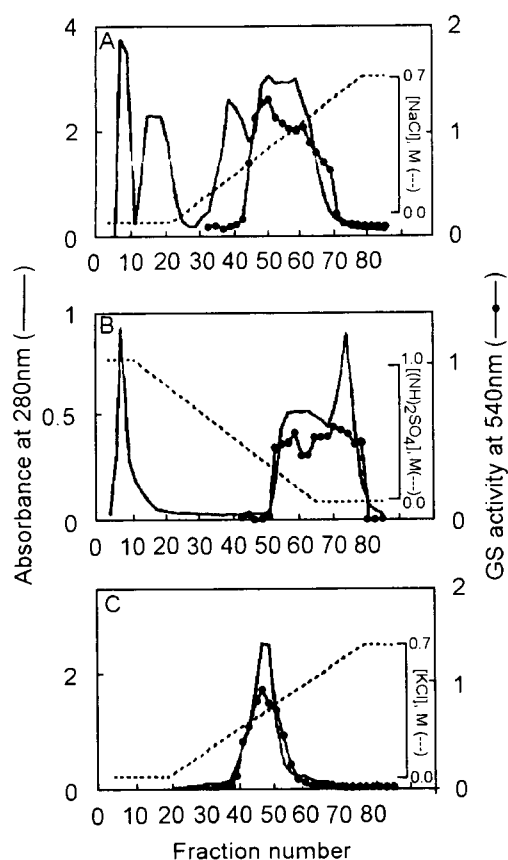 A
4
2
0
2
1
0
0.7
0.0
[NaCl], M (---)
0 10 20 30 40 50 60 70 80
B
1
0.5
0
1
0
1.0
0.0
[(NH)₂SO₄], M(---)
0 10 20 30 40 50 60 70 80
C
2
0
2
1
0
0.7
0.0
[KCl], M (---)
0 10 20 30 40 50 60 70 80
Fraction number
Absorbance at 280nm (—)
GS activity at 540nm (—●—)